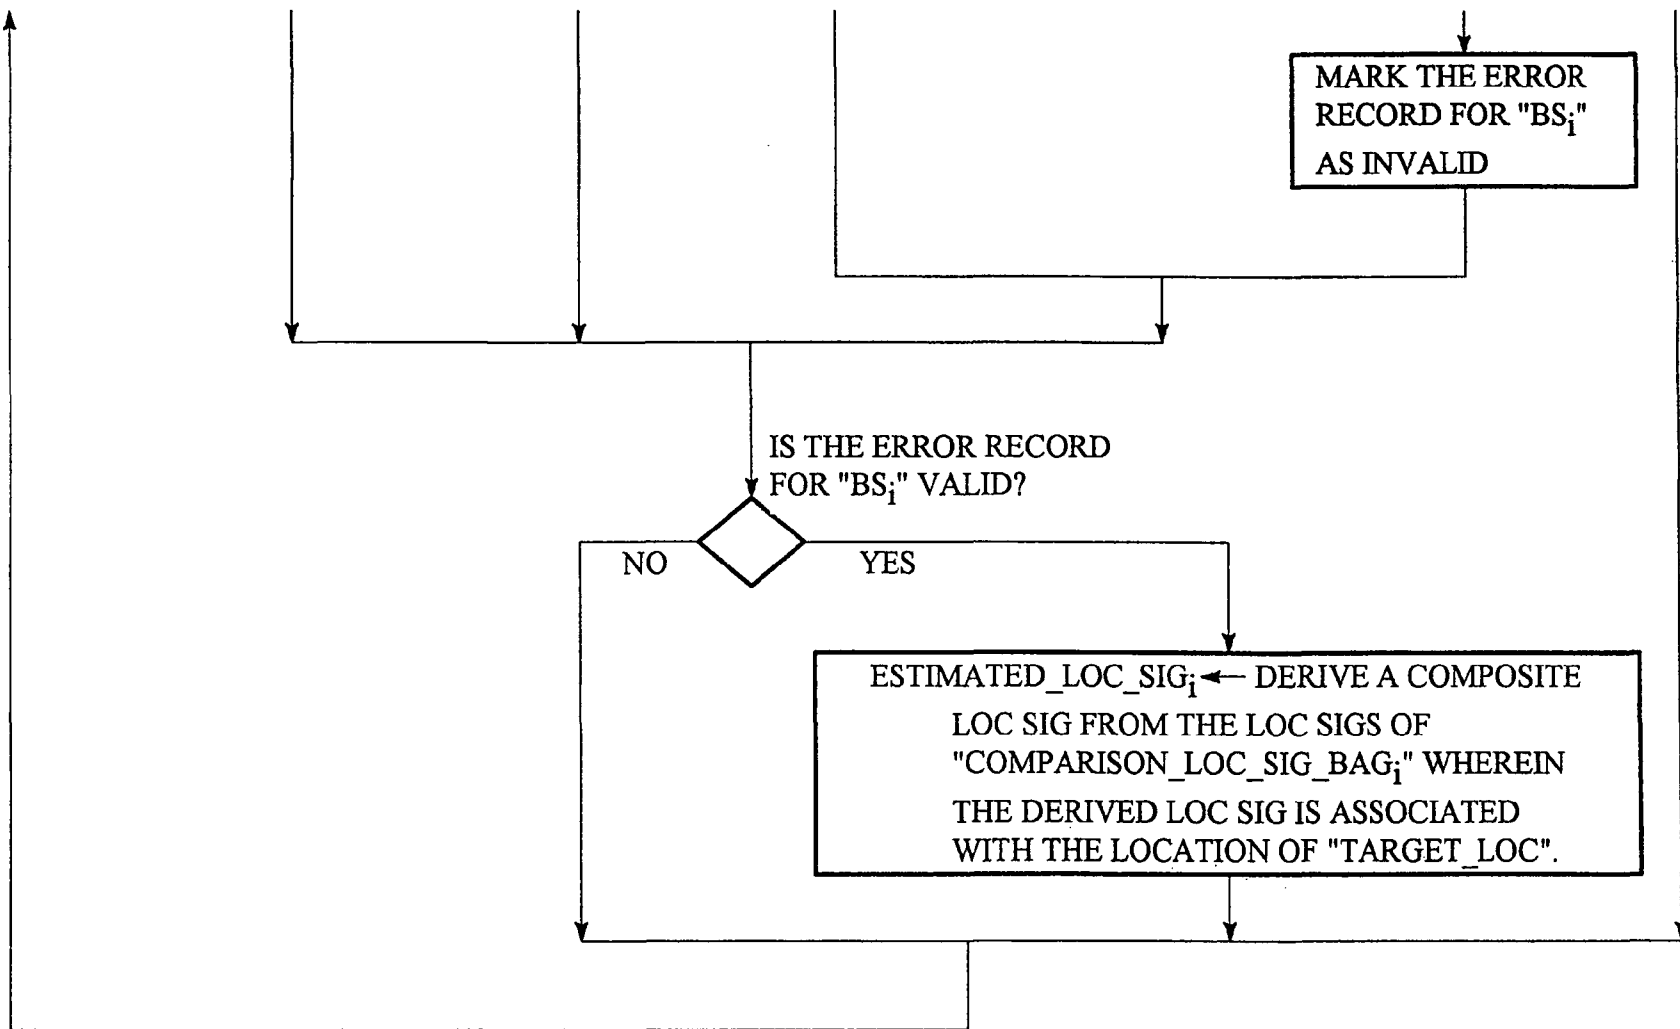 MARK THE ERROR
RECORD FOR "BSi"
AS INVALID
IS THE ERROR RECORD
FOR "BSi" VALID?
NO
YES
ESTIMATED_LOC_SIGi ← DERIVE A COMPOSITE
LOC SIG FROM THE LOC SIGS OF
"COMPARISON_LOC_SIG_BAGi" WHEREIN
THE DERIVED LOC SIG IS ASSOCIATED
WITH THE LOCATION OF "TARGET_LOC".